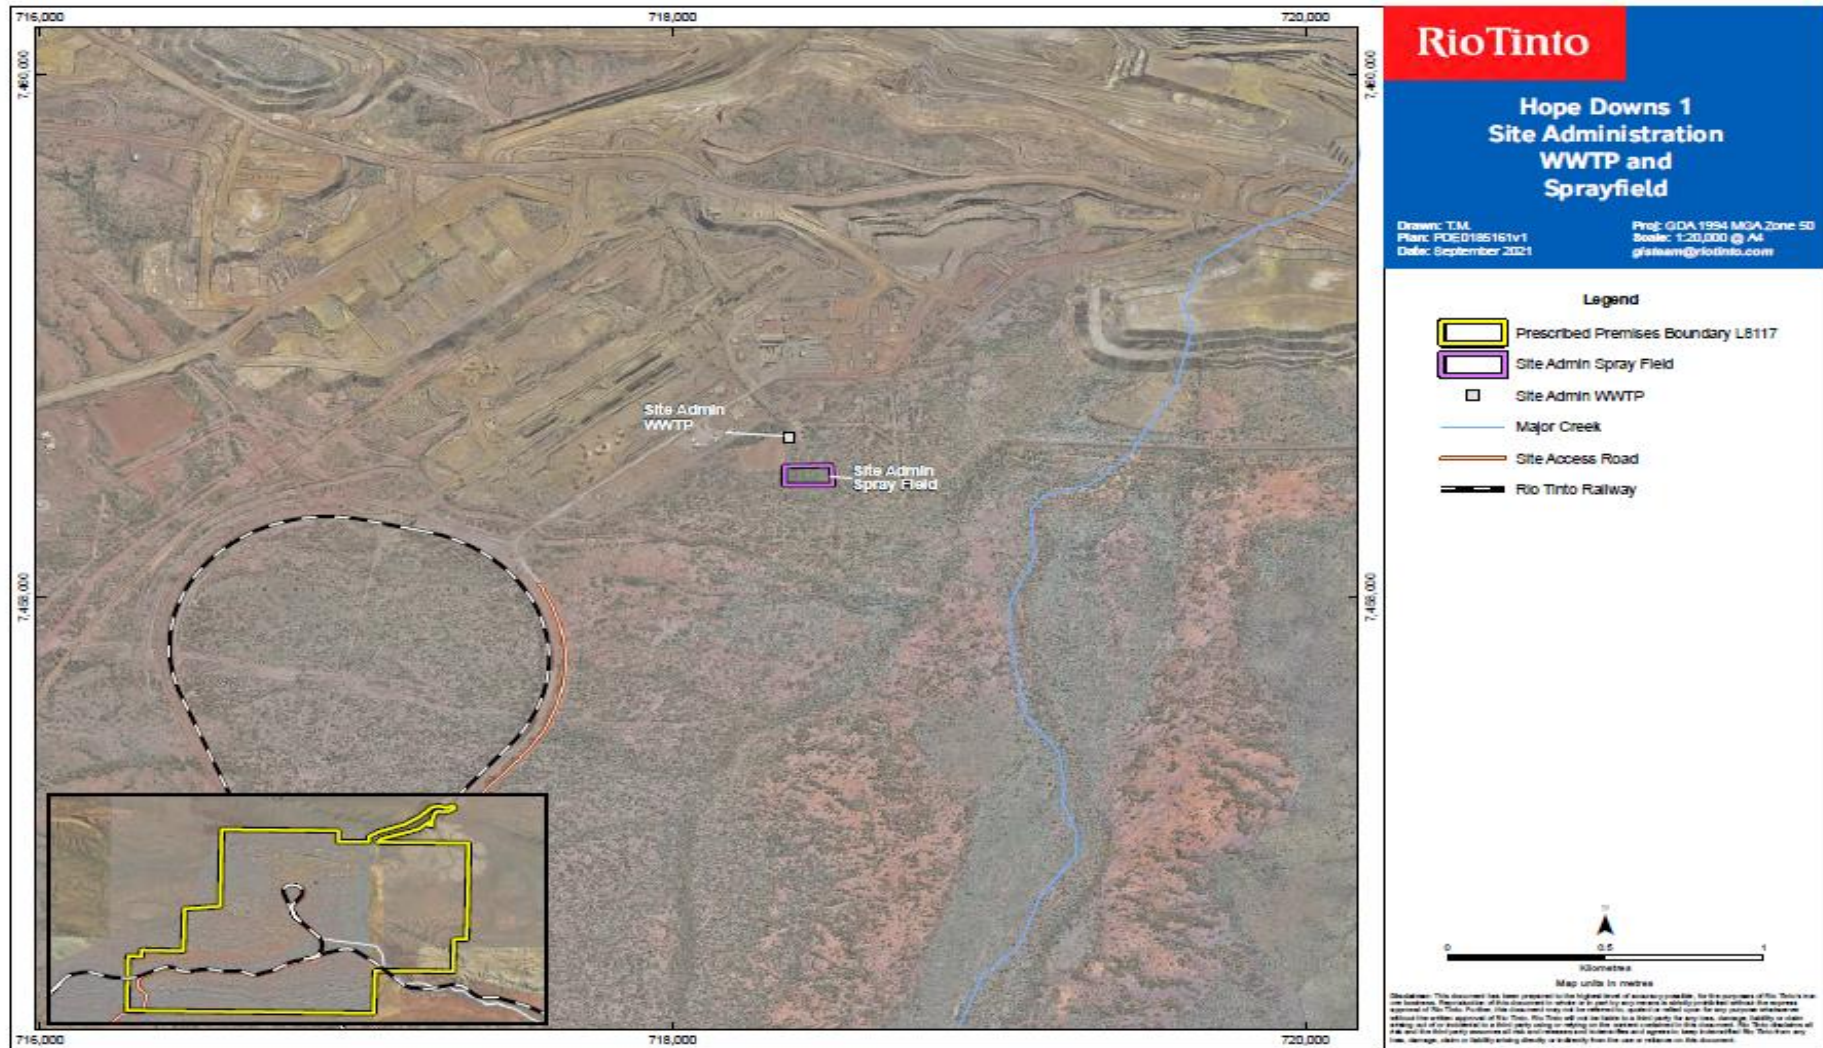 716,000
718,000
720,000
7,460,000
7,460,000
RioTinto
Hope Downs 1
Site Administration
WWTP and
Sprayfield
Drawn: T.M.
Plan: PDE0185161v1
Date: September 2021
Proj: GDA 1994 MGA Zone 50
Scale: 1:20,000 @ A4
gisteam@riotinto.com
Legend
Prescribed Premises Boundary L8117
Site Admin Spray Field
Site Admin WWTP
Major Creek
Site Access Road
Rio Tinto Railway
Site Admin
WWTP
Site Admin
Spray Field
7,458,000
7,458,000
N
0
0.5
1
Kilometres
Map units in metres
716,000
718,000
720,000